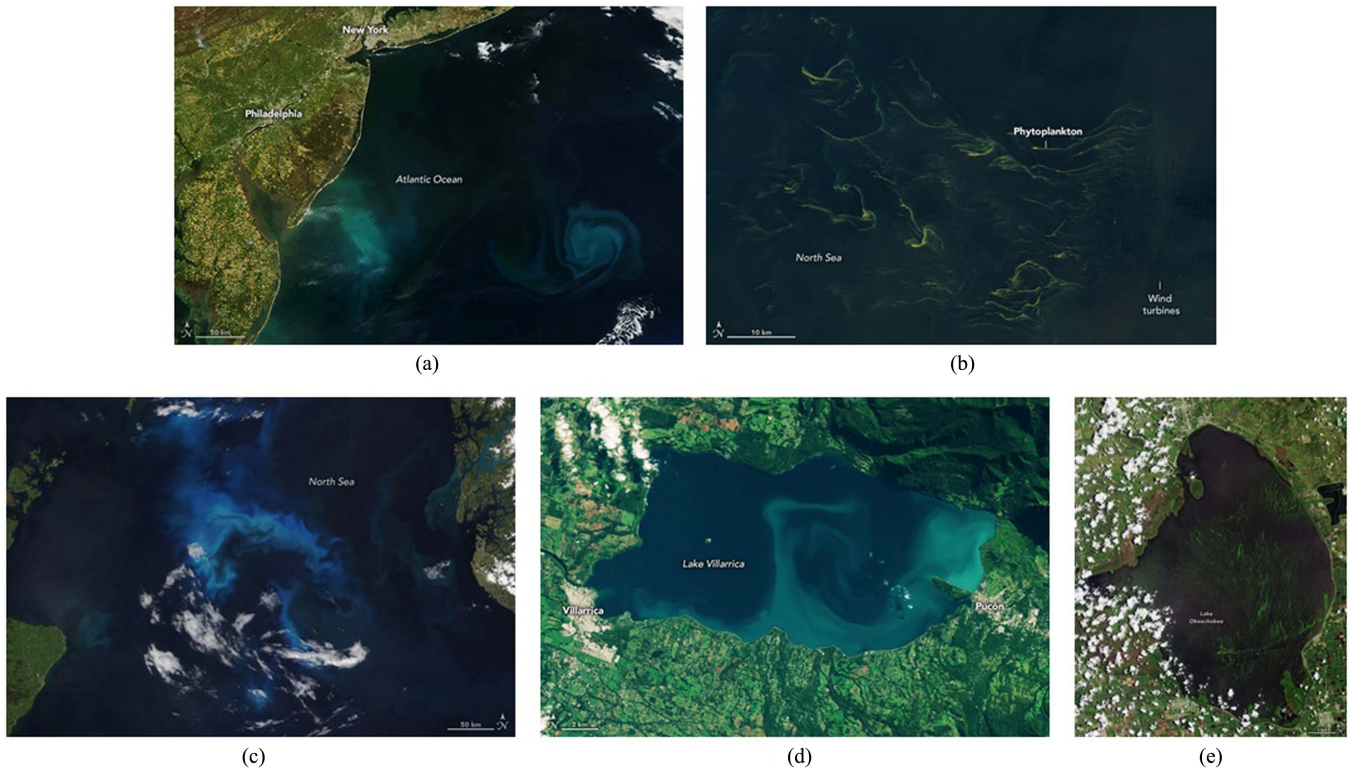 New York
Philadelphia
Atlantic Ocean
N
50 km
(a)
Phytoplankton
North Sea
Wind
turbines
N
10 km
(b)
North Sea
50 km
N
(c)
Lake Villarrica
Villarrica
Pucón
N
2 km
(d)
Lake
Okeechobee
(e)